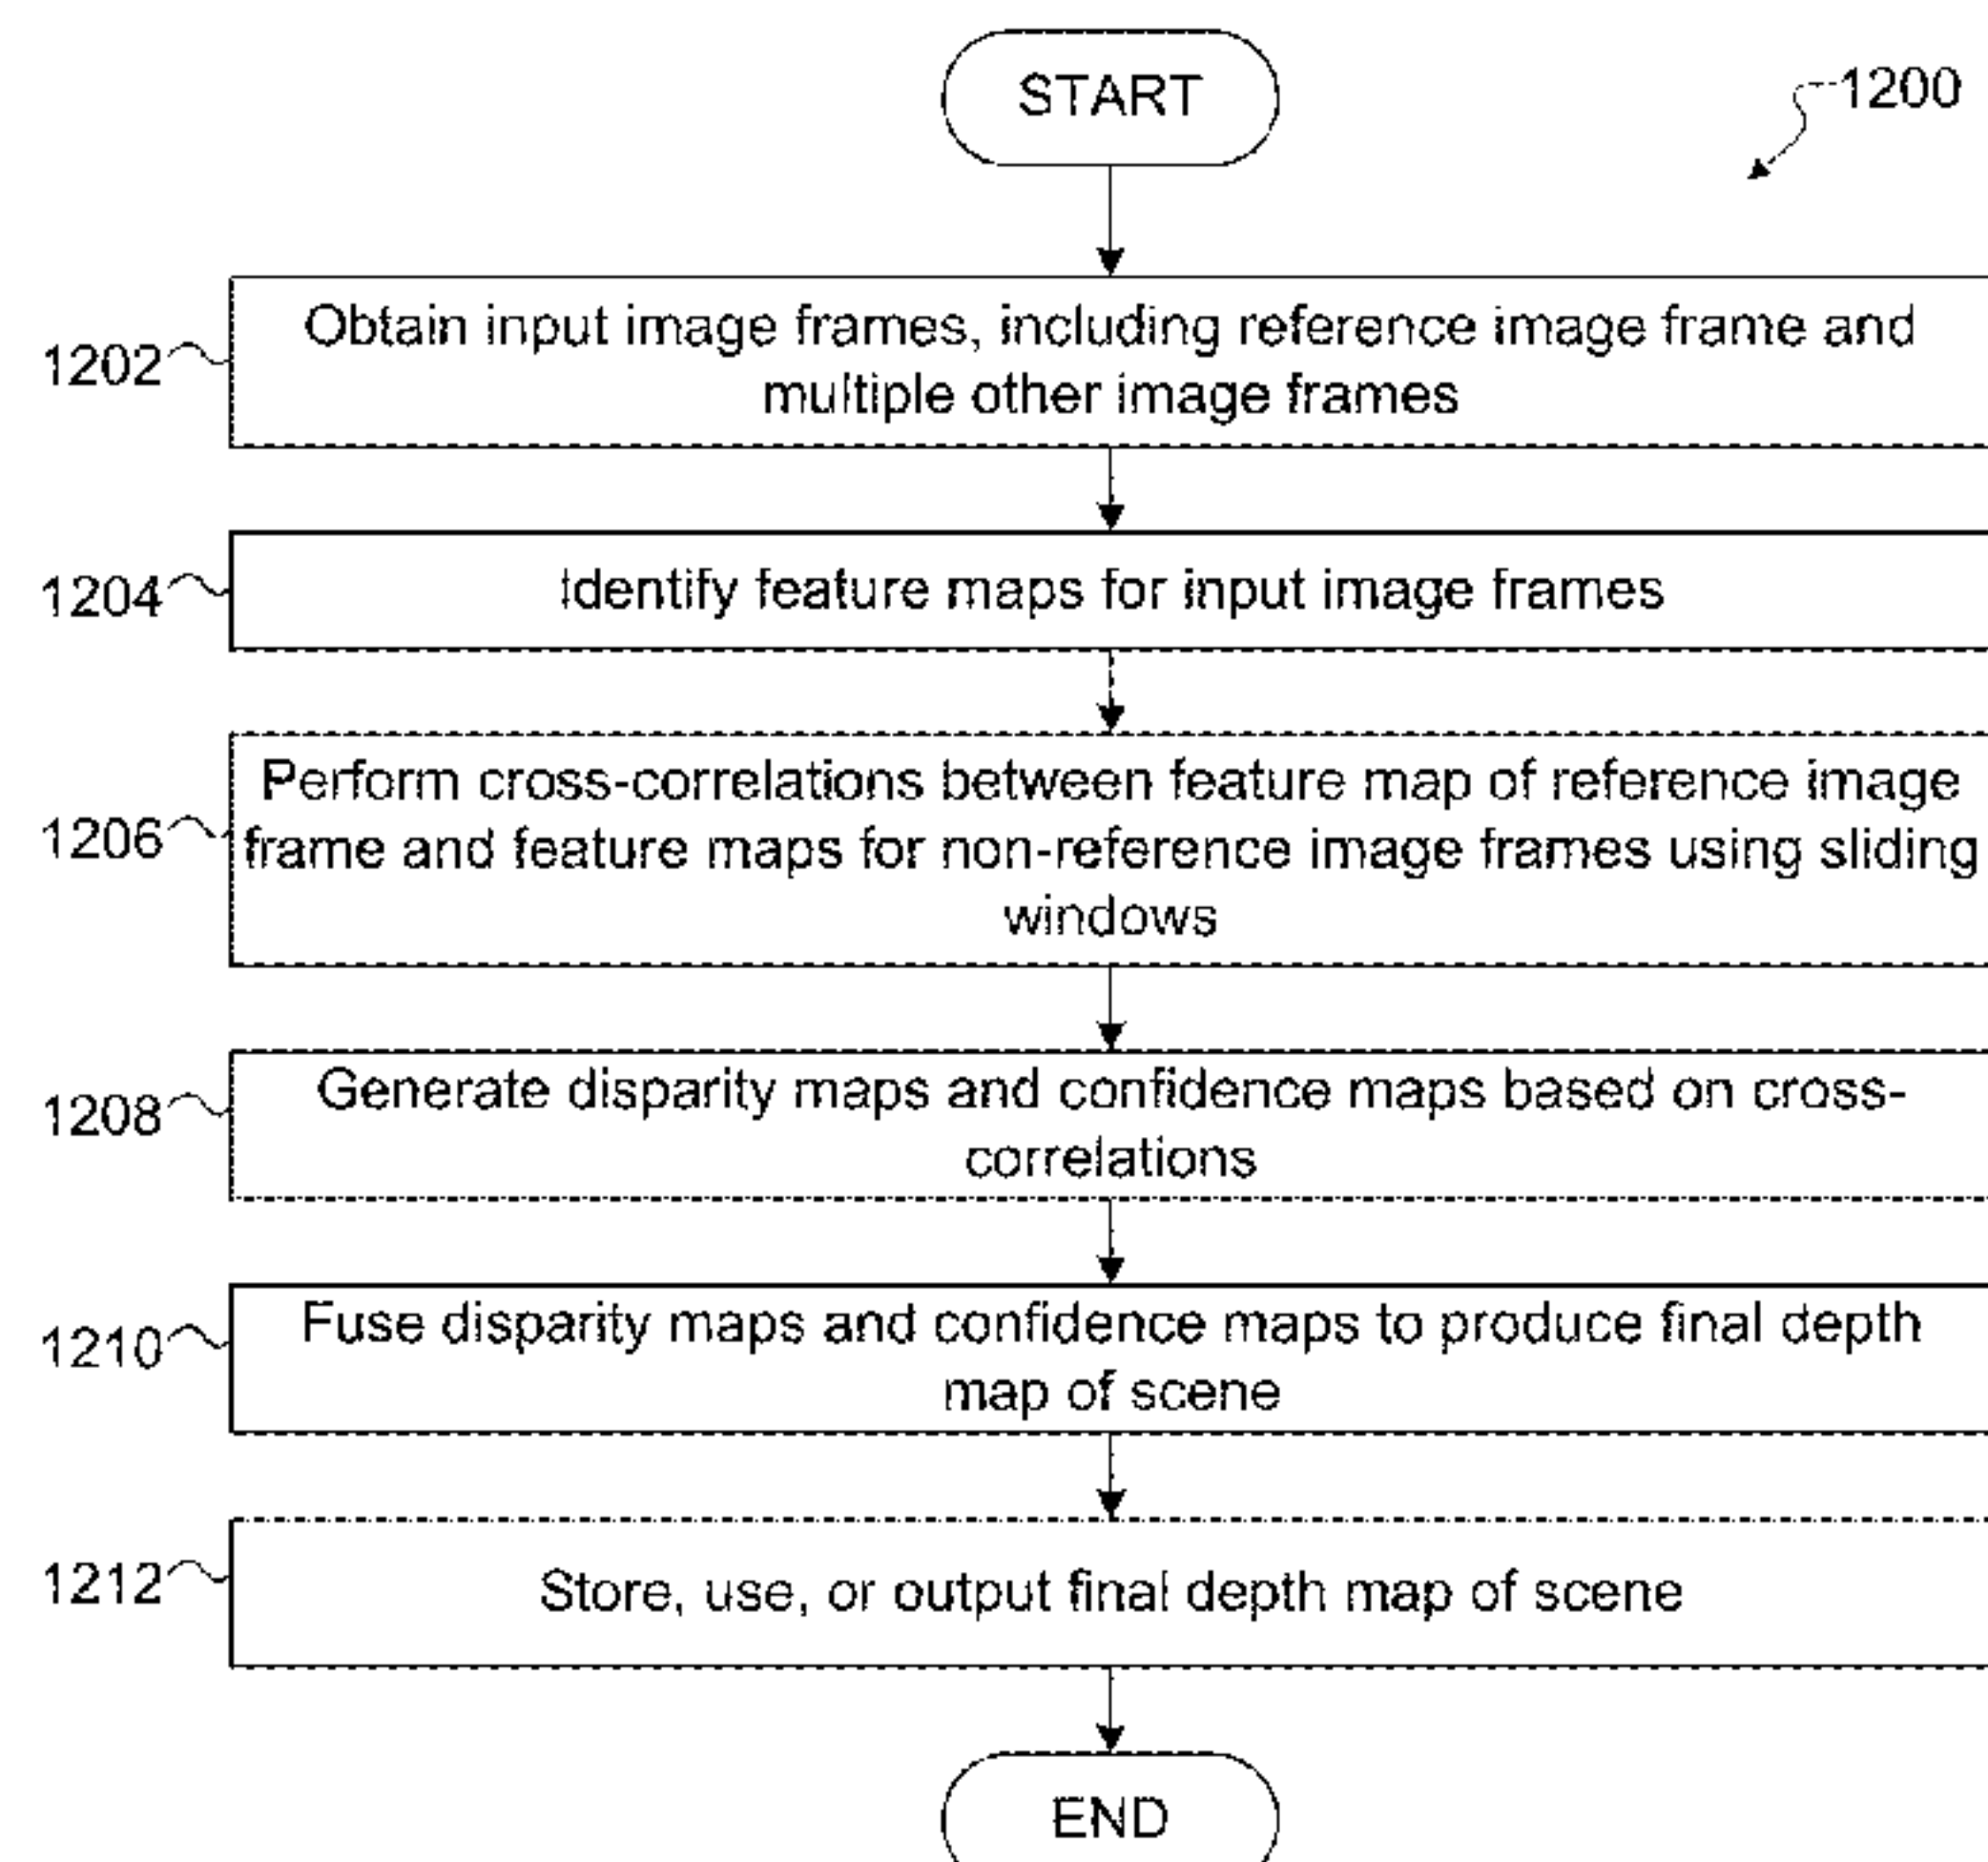 START
1200
Obtain input image frames, including reference image frame and
multiple other image frames
1202
Identify feature maps for input image frames
1204
Perform cross-correlations between feature map of reference image
frame and feature maps for non-reference image frames using sliding
windows
1206
Generate disparity maps and confidence maps based on cross-
correlations
1208
Fuse disparity maps and confidence maps to produce final depth
map of scene
1210
Store, use, or output final depth map of scene
1212
END